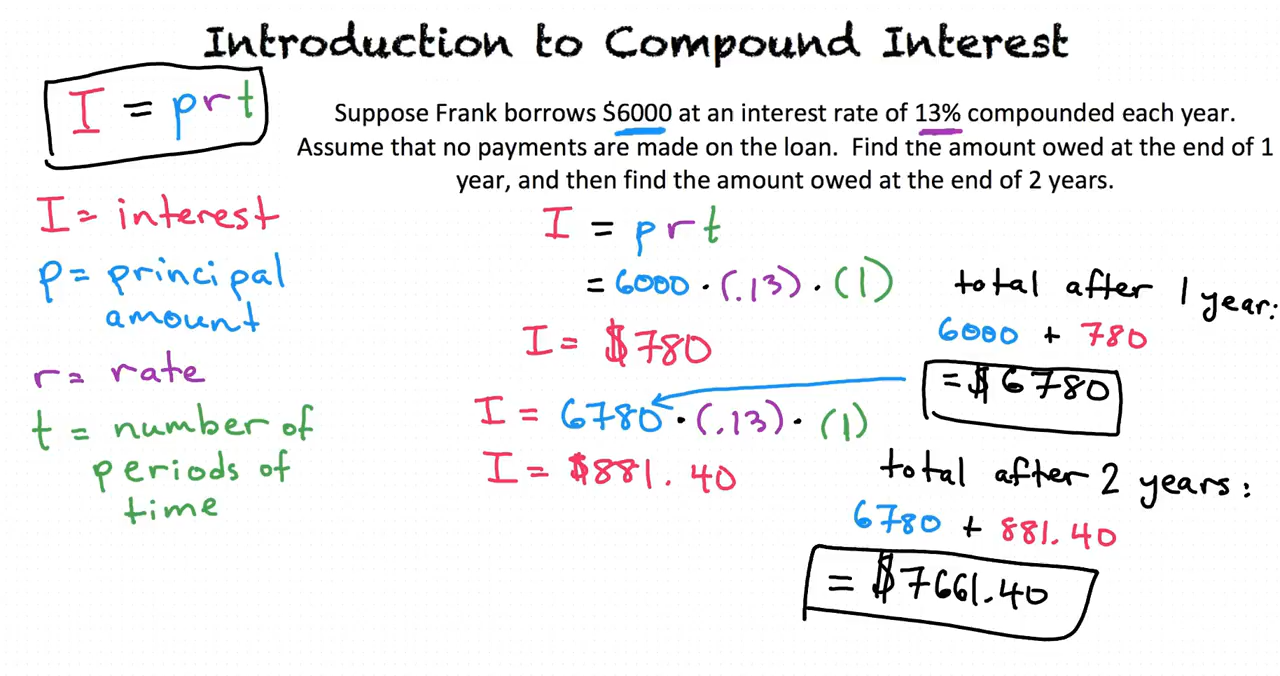 Introduction to Compound Interest
I = prt
Suppose Frank borrows $6000 at an interest rate of 13% compounded each year.
Assume that no payments are made on the loan. Find the amount owed at the end of 1
year, and then find the amount owed at the end of 2 years.
I = interest
p = principal
amount
r = rate
t = number of
periods of
time
I = prt
= 6000 · (.13) · (1)
I = $780
I = 6780 · (.13) · (1)
I = $881.40
total after 1 year:
6000 + 780
= $6780
total after 2 years:
6780 + 881.40
= $7661.40